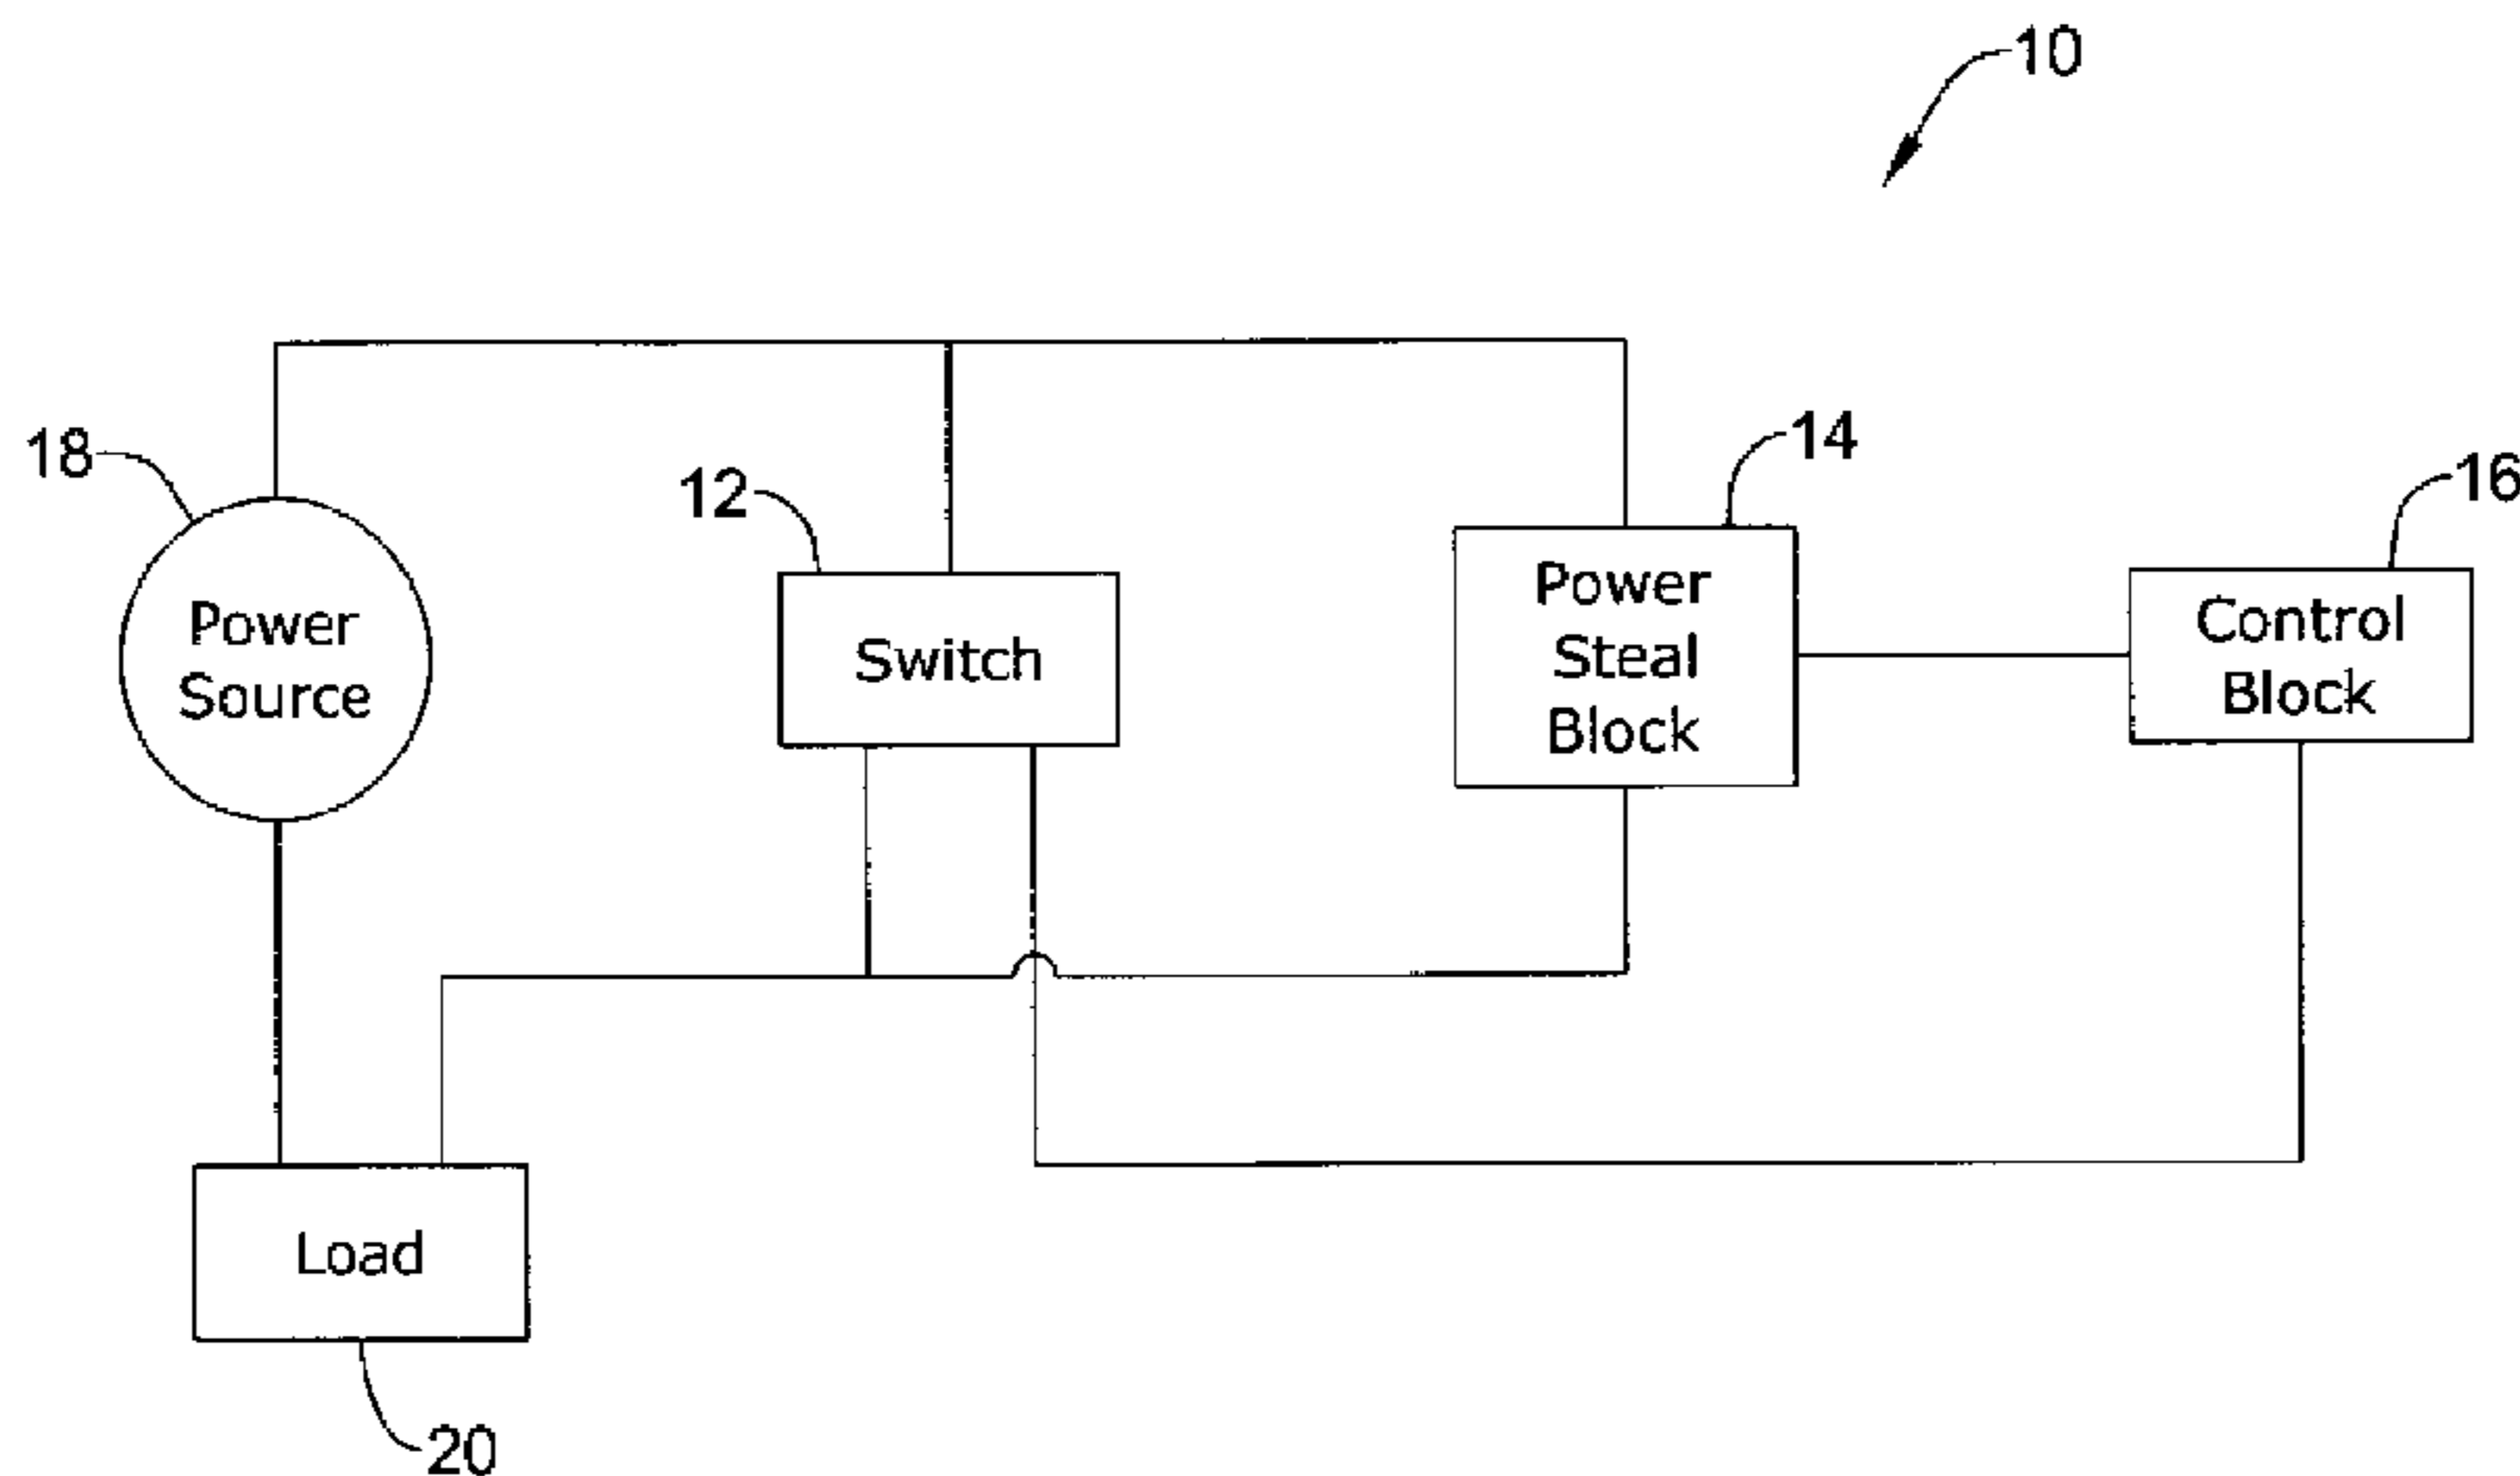 10
18
12
14
16
Power
Source
Switch
Power
Steal
Block
Control
Block
Load
20